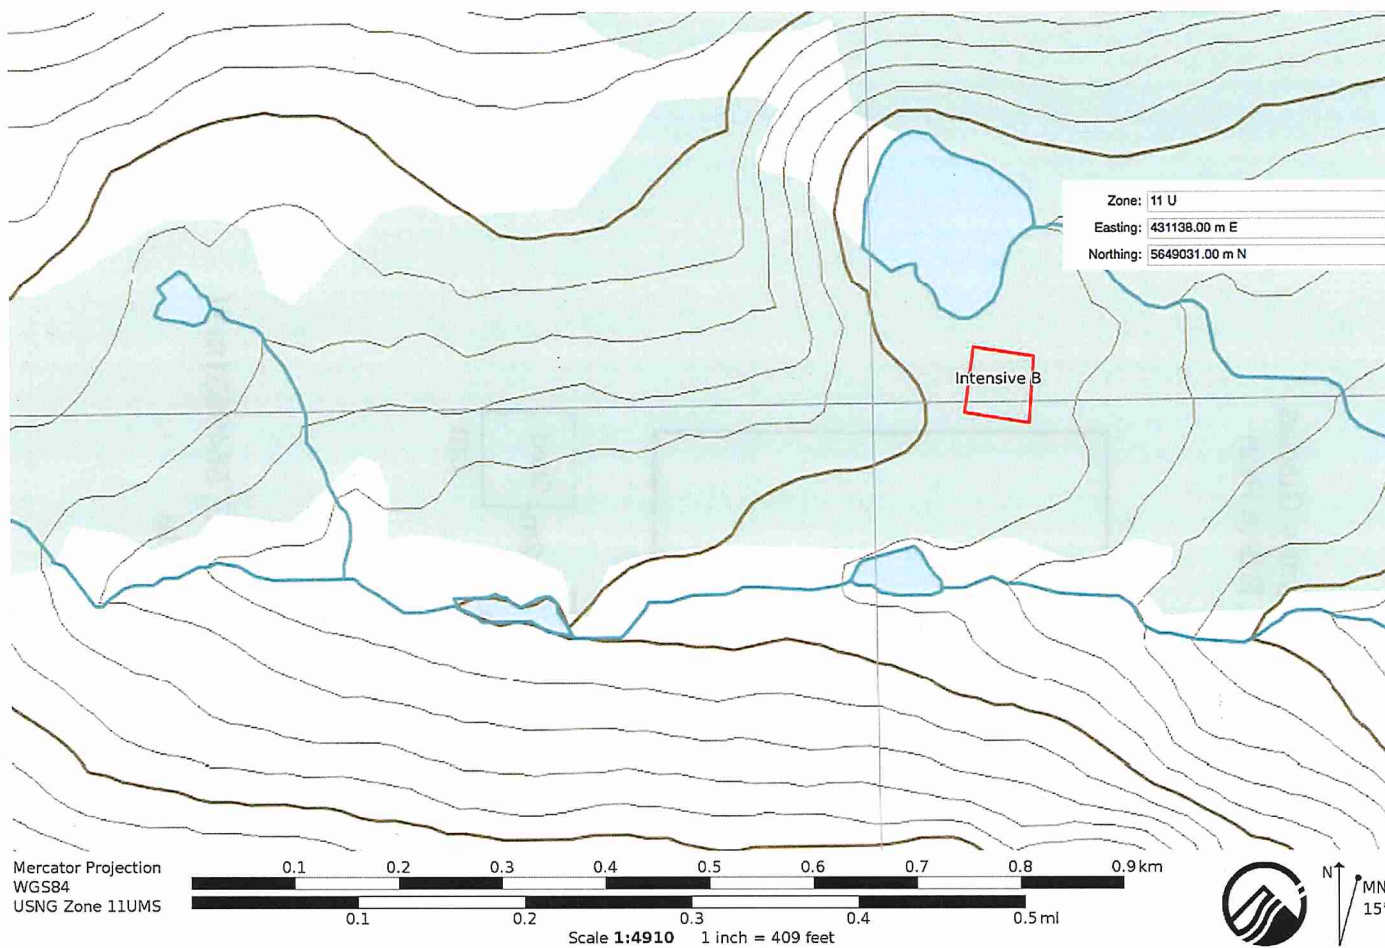 Zone: 11 U
Easting: 431138.00 m E
Northing: 5649031.00 m N
Intensive B
Mercator Projection
WGS84
USNG Zone 11UMS
0.1 0.2 0.3 0.4 0.5 0.6 0.7 0.8 0.9 km
0.1 0.2 0.3 0.4 0.5 mi
Scale 1:4910 1 inch = 409 feet
N
MN
15°